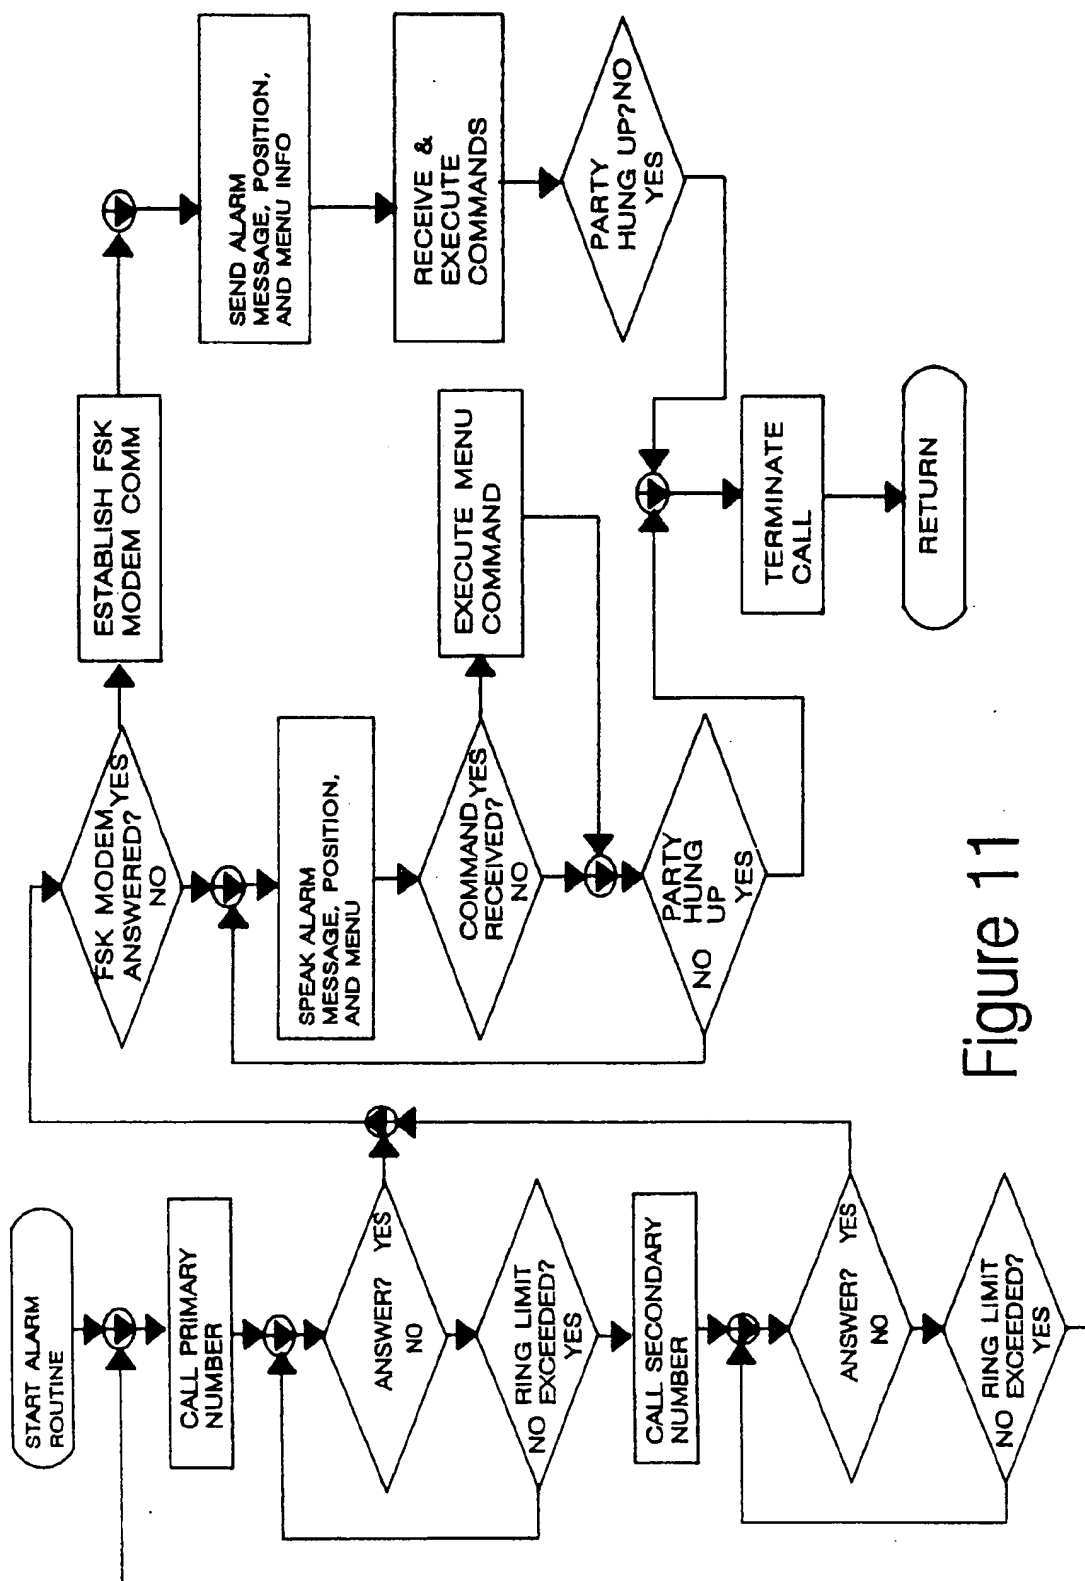 START ALARM
ROUTINE
CALL PRIMARY
NUMBER
ANSWER? YES
NO
RING LIMIT
EXCEEDED?
NO YES
CALL SECONDARY
NUMBER
ANSWER? YES
NO
RING LIMIT
EXCEEDED?
NO YES
FSK MODEM
ANSWERED? YES
NO
SPEAK ALARM
MESSAGE, POSITION,
AND MENU
COMMAND YES
RECEIVED?
NO
EXECUTE MENU
COMMAND
PARTY
HUNG
UP
NO YES
ESTABLISH FSK
MODEM COMM
SEND ALARM
MESSAGE, POSITION,
AND MENU INFO
RECEIVE &
EXECUTE
COMMANDS
PARTY
HUNG UP? NO
YES
TERMINATE
CALL
RETURN
Figure 11